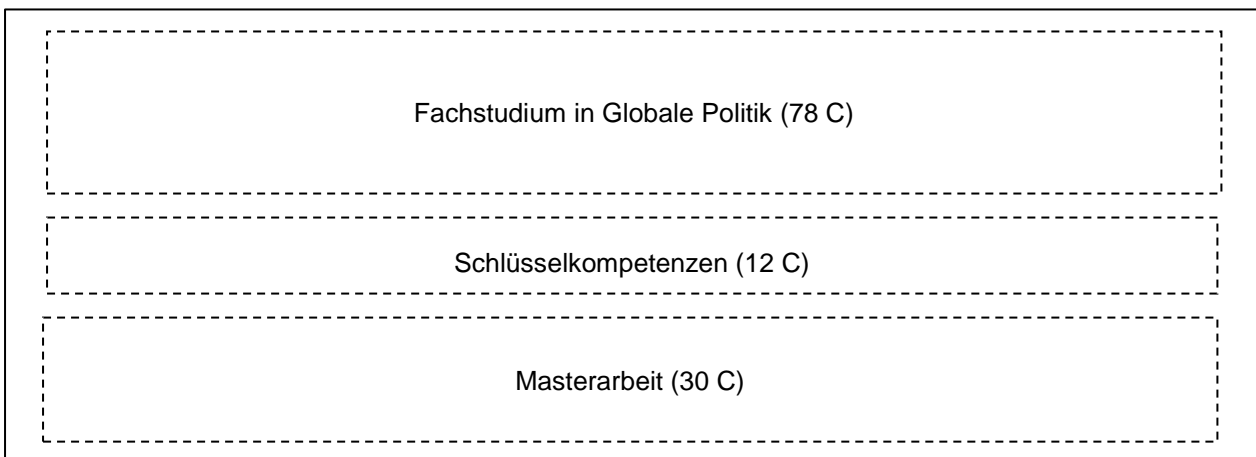 Fachstudium in Globale Politik (78 C)
Schlüsselkompetenzen (12 C)
Masterarbeit (30 C)